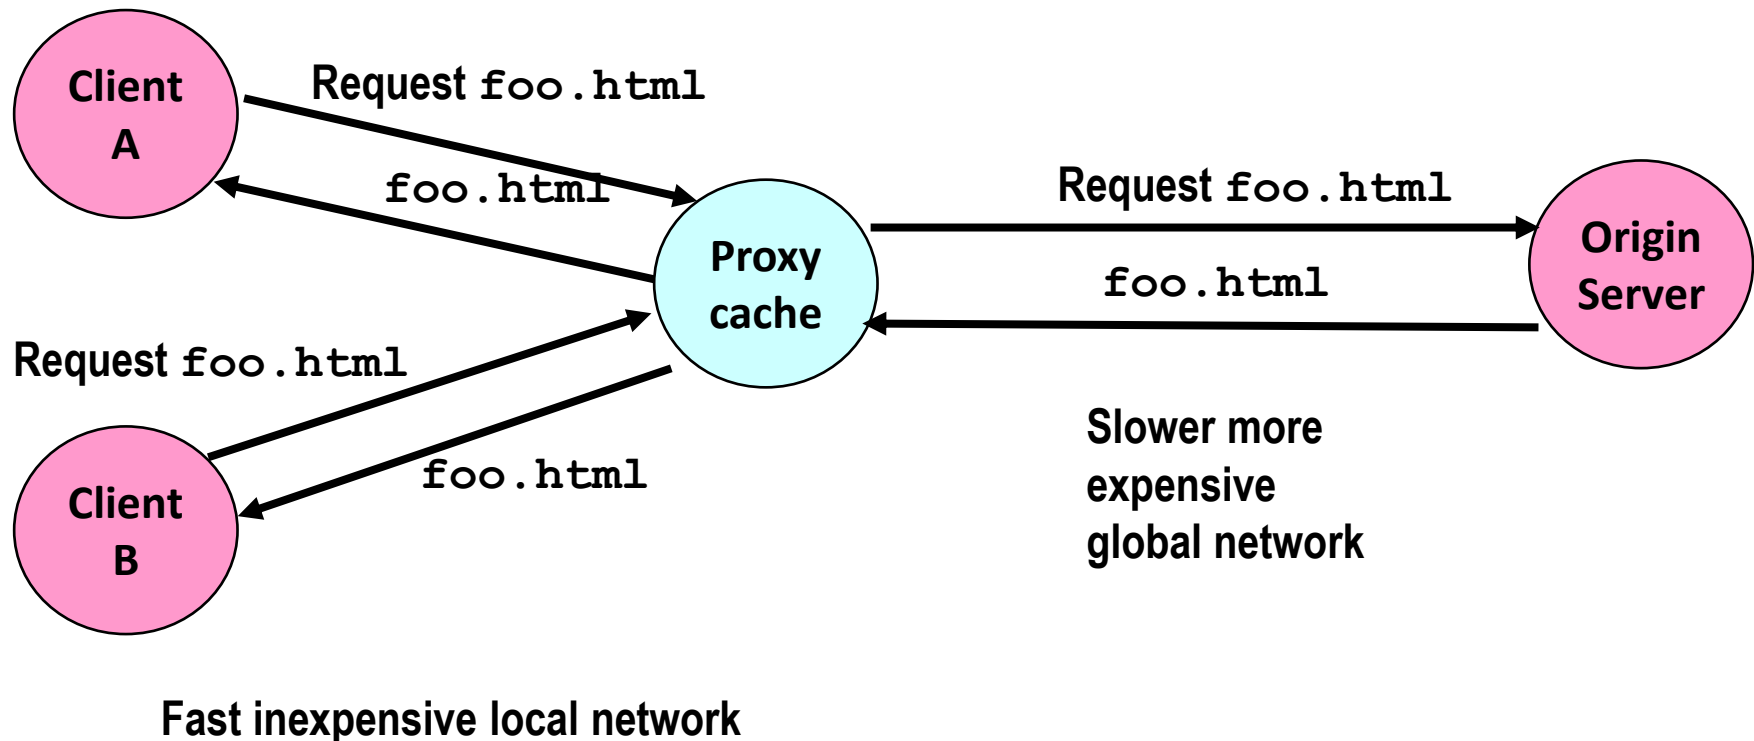 Client
A
Request foo.html
foo.html
Request foo.html
foo.html
Client
B
Proxy
cache
Request foo.html
foo.html
Origin
Server
Slower more
expensive
global network
Fast inexpensive local network